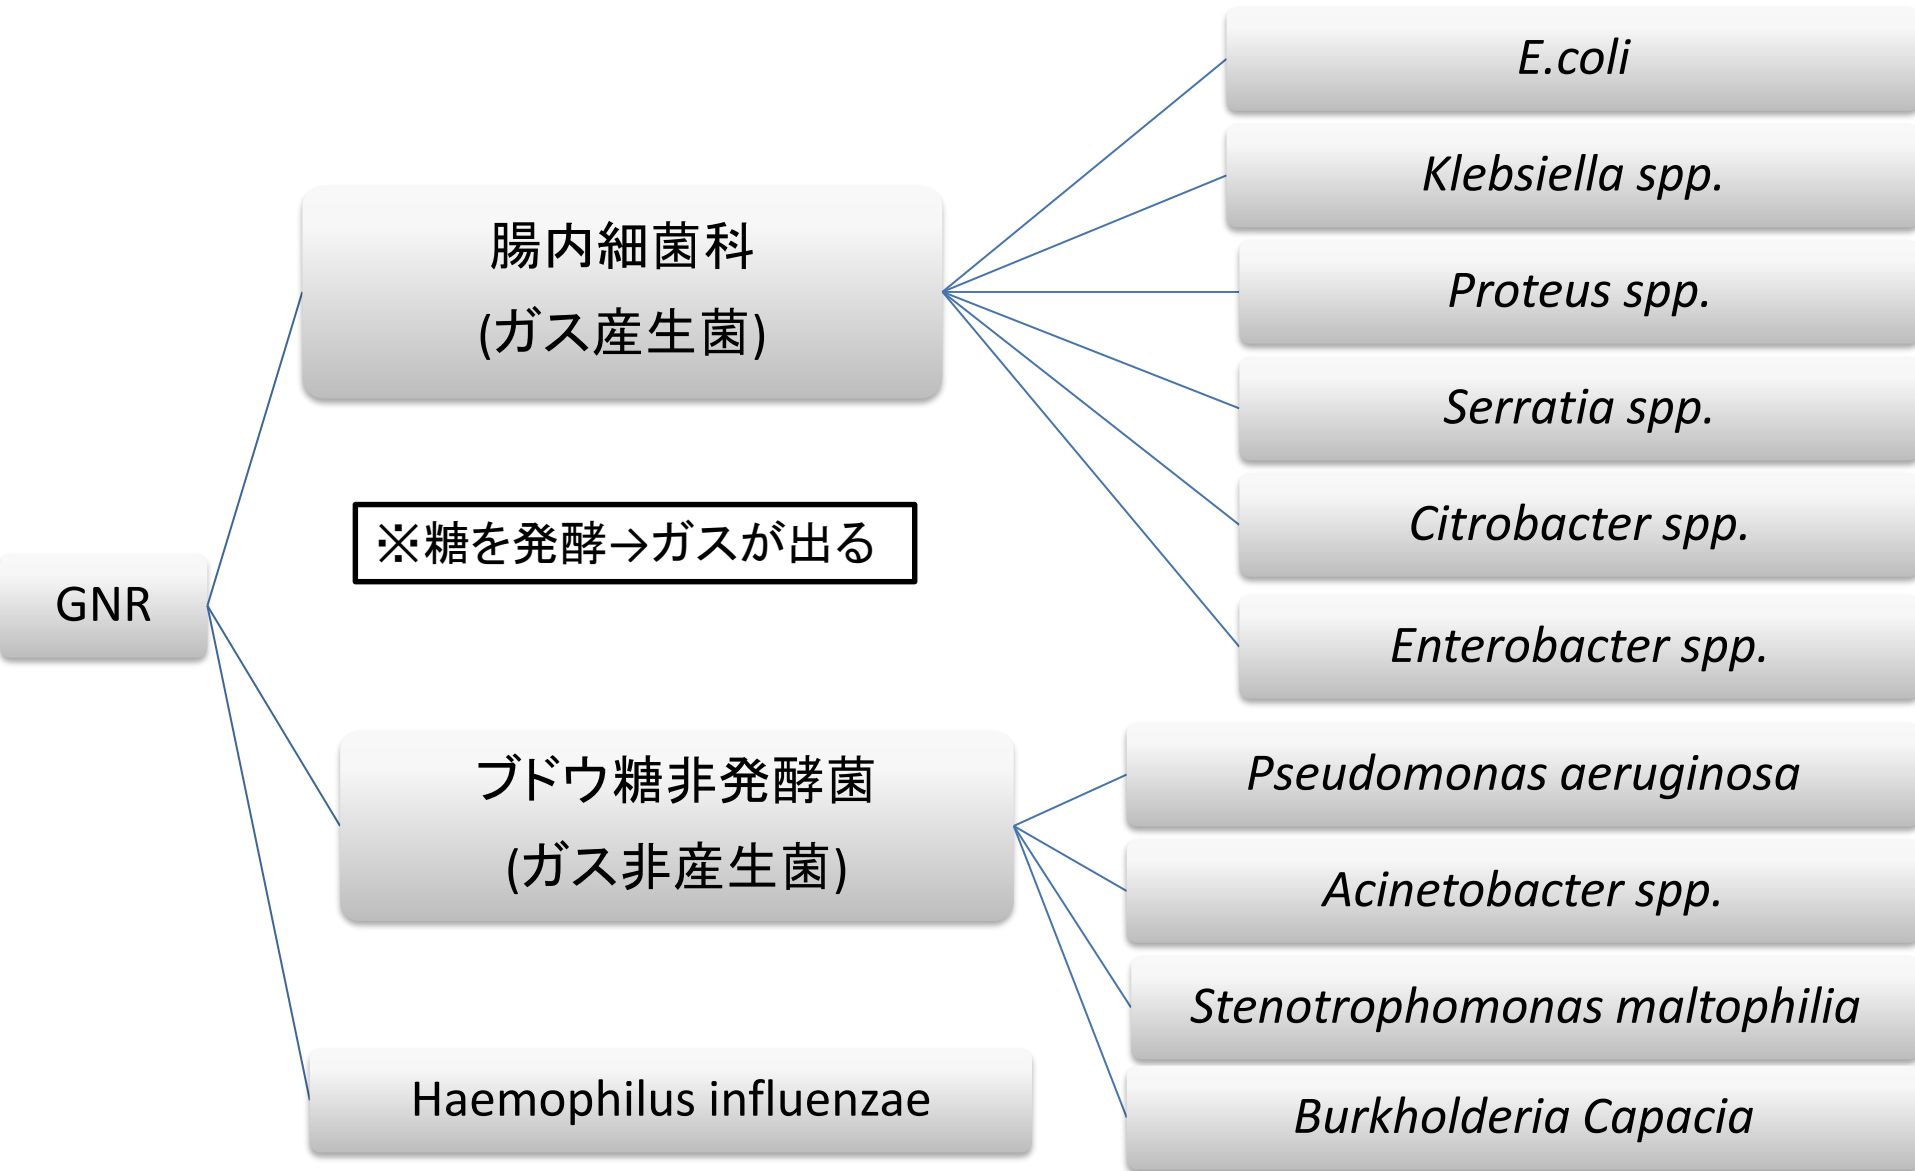 GNR
腸内細菌科
(ガス産生菌)
※糖を発酵→ガスが出る
ブドウ糖非発酵菌
(ガス非産生菌)
Haemophilus influenzae
E.coli
Klebsiella spp.
Proteus spp.
Serratia spp.
Citrobacter spp.
Enterobacter spp.
Pseudomonas aeruginosa
Acinetobacter spp.
Stenotrophomonas maltophilia
Burkholderia Capacia